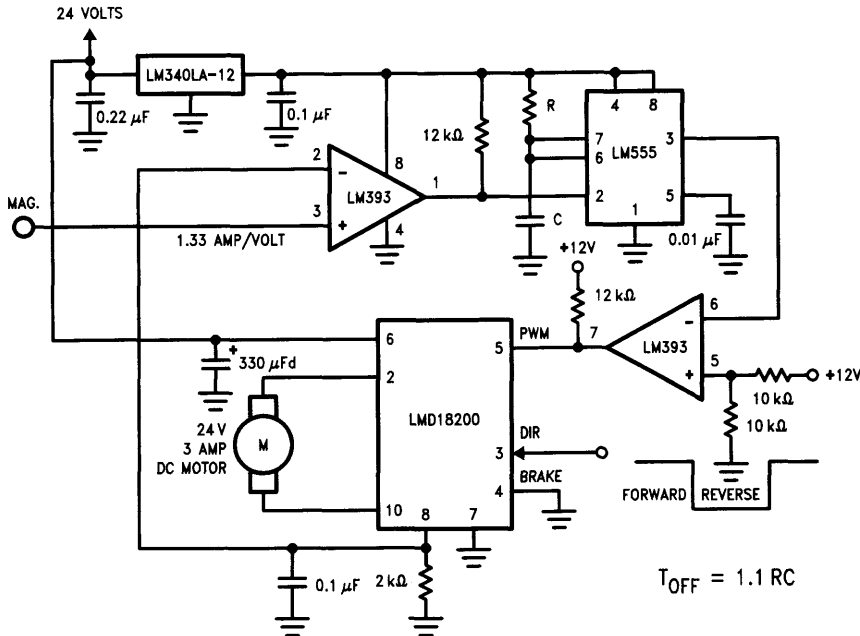 24 VOLTS
LM340LA-12
0.22 µF
0.1 µF
12 kΩ
R
4
8
7
6
LM555
3
2
8
1
2
5
MAG.
3
LM393
4
C
1
0.01 µF
1.33 AMP/VOLT
+12V
12 kΩ
6
6
PWM
7
LM393
330 µFd
+
5
5
+12V
2
LMD18200
10 kΩ
10 kΩ
24 V
3 AMP
DC MOTOR
M
DIR
3
BRAKE
4
FORWARD
REVERSE
10
8
7
0.1 µF
2 kΩ
T_OFF = 1.1 RC